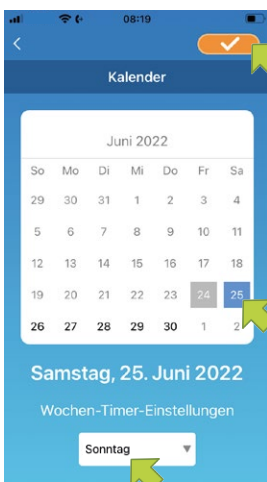 08:19
Kalender
Juni 2022
So Mo Di Mi Do Fr Sa
29 30 31 1 2 3 4
5 6 7 8 9 10 11
12 13 14 15 16 17 18
19 20 21 22 23 24 25
26 27 28 29 30 1 2
Samstag, 25. Juni 2022
Wochen-Timer-Einstellungen
Sonntag